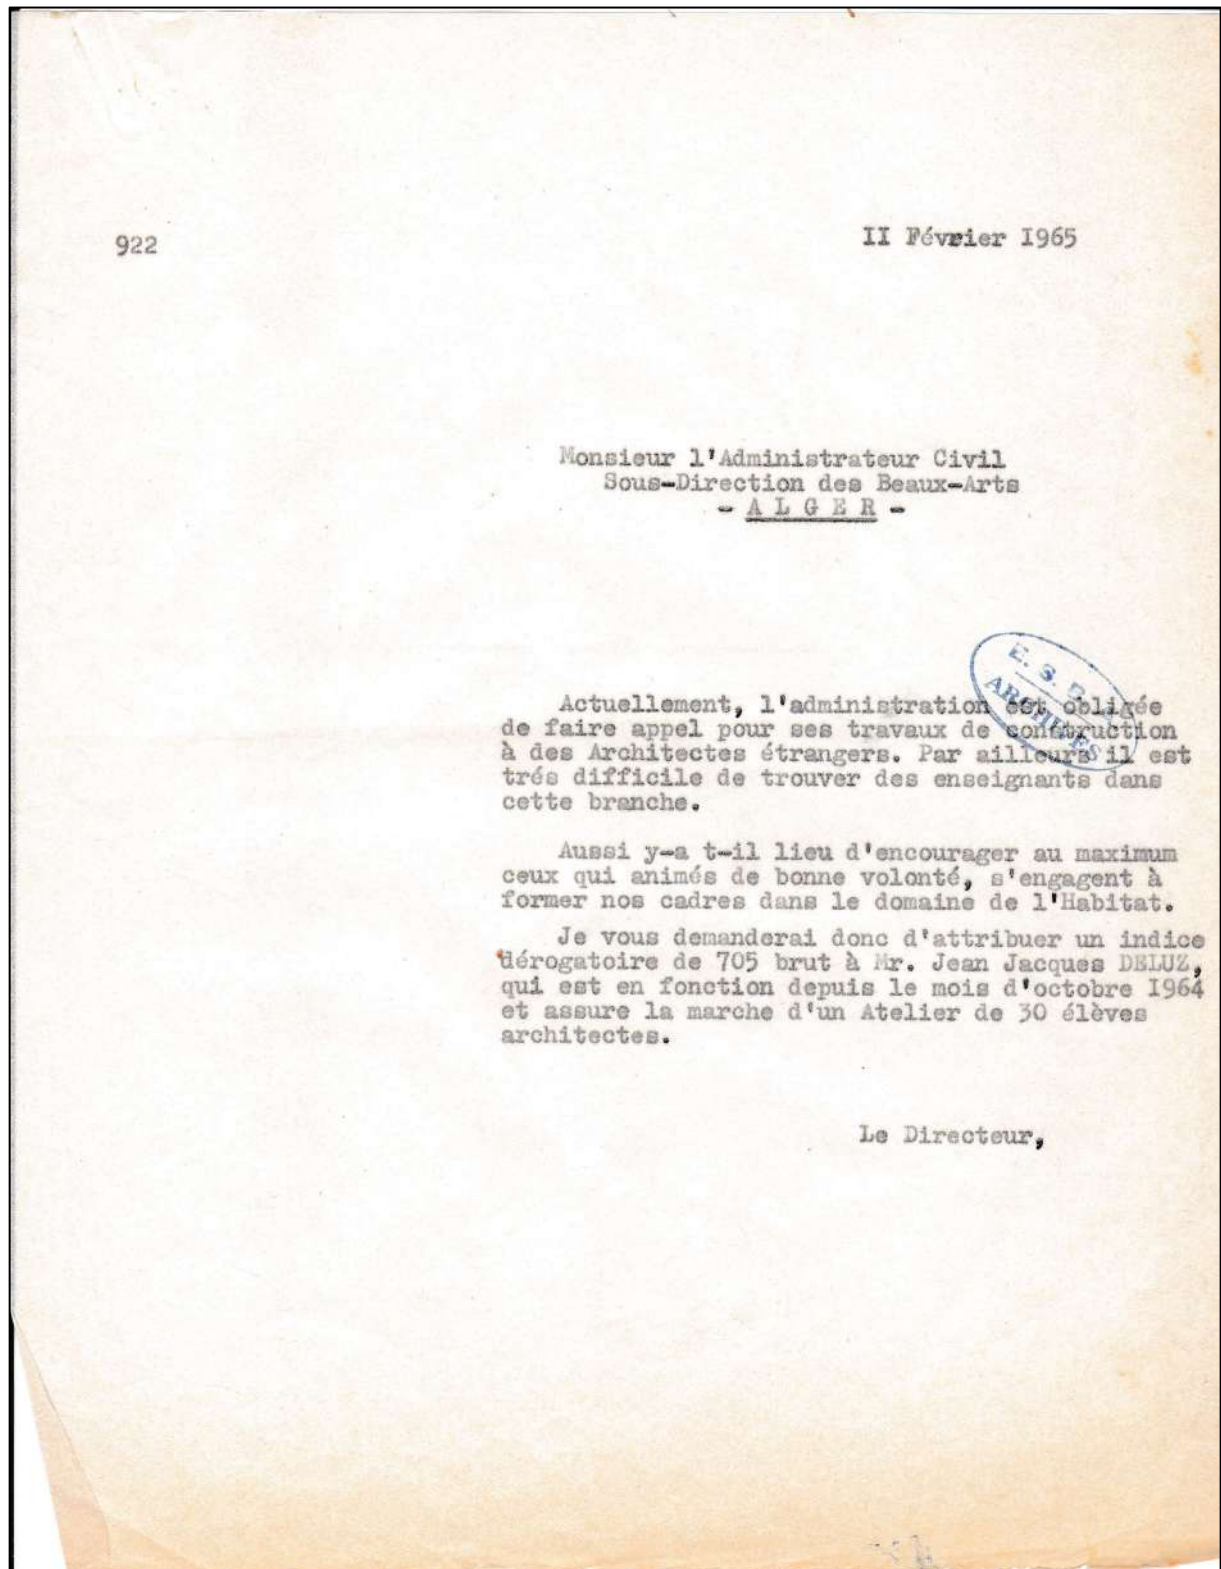 922
II Février I965
Monsieur l'Administrateur Civil
Sous-Direction des Beaux-Arts
- A L G E R -
E. S. B.
ARCHIVES
Actuellement, l'administration est obligée
de faire appel pour ses travaux de construction
à des Architectes étrangers. Par ailleurs il est
trés difficile de trouver des enseignants dans
cette branche.
Aussi y-a t-il lieu d'encourager au maximum
ceux qui animés de bonne volonté, s'engagent à
former nos cadres dans le domaine de l'Habitat.
Je vous demanderai donc d'attribuer un indice
dérogatoire de 705 brut à Mr. Jean Jacques DELUZ,
qui est en fonction depuis le mois d'octobre I964
et assure la marche d'un Atelier de 30 élèves
architectes.
Le Directeur,